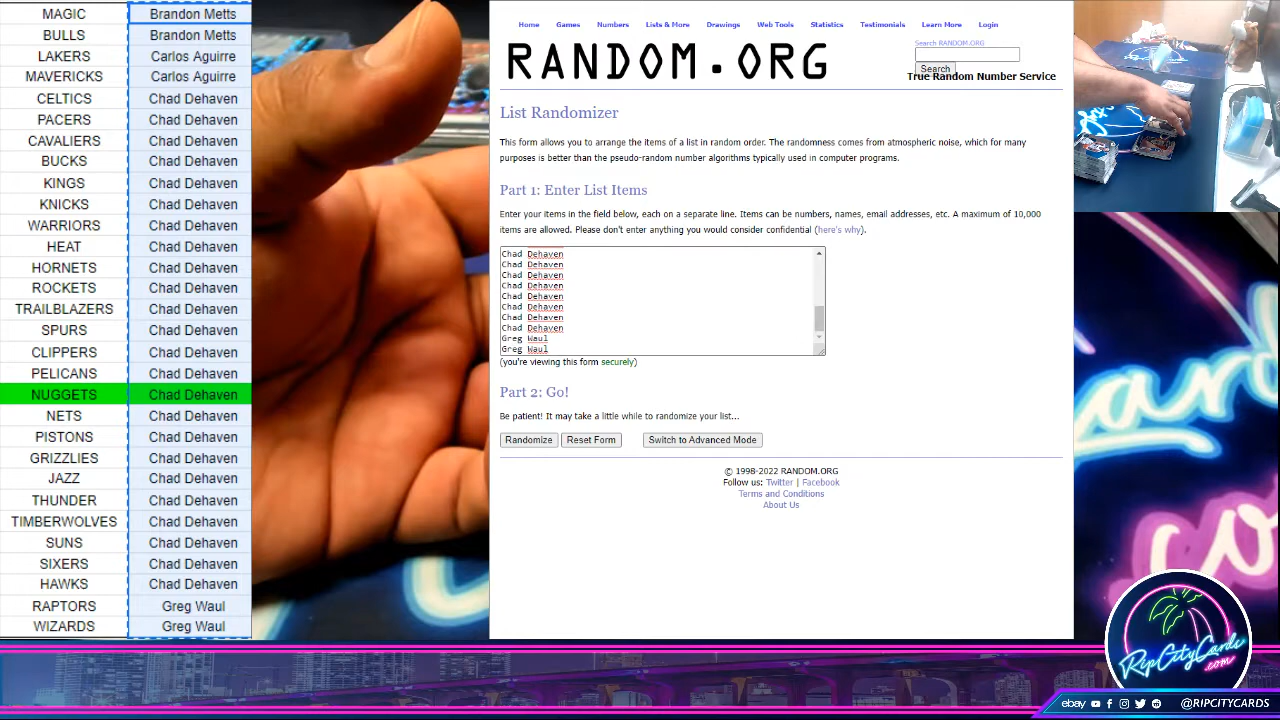 MAGIC Brandon Metts
BULLS Brandon Metts
LAKERS Carlos Aguirre
MAVERICKS Carlos Aguirre
CELTICS Chad Dehaven
PACERS Chad Dehaven
CAVALIERS Chad Dehaven
BUCKS Chad Dehaven
KINGS Chad Dehaven
KNICKS Chad Dehaven
WARRIORS Chad Dehaven
HEAT Chad Dehaven
HORNETS Chad Dehaven
ROCKETS Chad Dehaven
TRAILBLAZERS Chad Dehaven
SPURS Chad Dehaven
CLIPPERS Chad Dehaven
PELICANS Chad Dehaven
NUGGETS Chad Dehaven
NETS Chad Dehaven
PISTONS Chad Dehaven
GRIZZLIES Chad Dehaven
JAZZ Chad Dehaven
THUNDER Chad Dehaven
TIMBERWOLVES Chad Dehaven
SUNS Chad Dehaven
SIXERS Chad Dehaven
HAWKS Chad Dehaven
RAPTORS Greg Waul
WIZARDS Greg Waul
Home Games Numbers Lists & More Drawings Web Tools Statistics Testimonials Learn More Login
RANDOM.ORG
Search RANDOM.ORG
Search
True Random Number Service
List Randomizer
This form allows you to arrange the items of a list in random order. The randomness comes from atmospheric noise, which for many
purposes is better than the pseudo-random number algorithms typically used in computer programs.
Part 1: Enter List Items
Enter your items in the field below, each on a separate line. Items can be numbers, names, email addresses, etc. A maximum of 10,000
items are allowed. Please don't enter anything you would consider confidential (here's why).
Chad Dehaven
Chad Dehaven
Chad Dehaven
Chad Dehaven
Chad Dehaven
Chad Dehaven
Chad Dehaven
Chad Dehaven
Greg Waul
Greg Waul
(you're viewing this form securely)
Part 2: Go!
Be patient! It may take a little while to randomize your list...
Randomize Reset Form Switch to Advanced Mode
© 1998-2022 RANDOM.ORG
Follow us: Twitter | Facebook
Terms and Conditions
About Us
RipCityCards
.com
ebay @RIPCITYCARDS